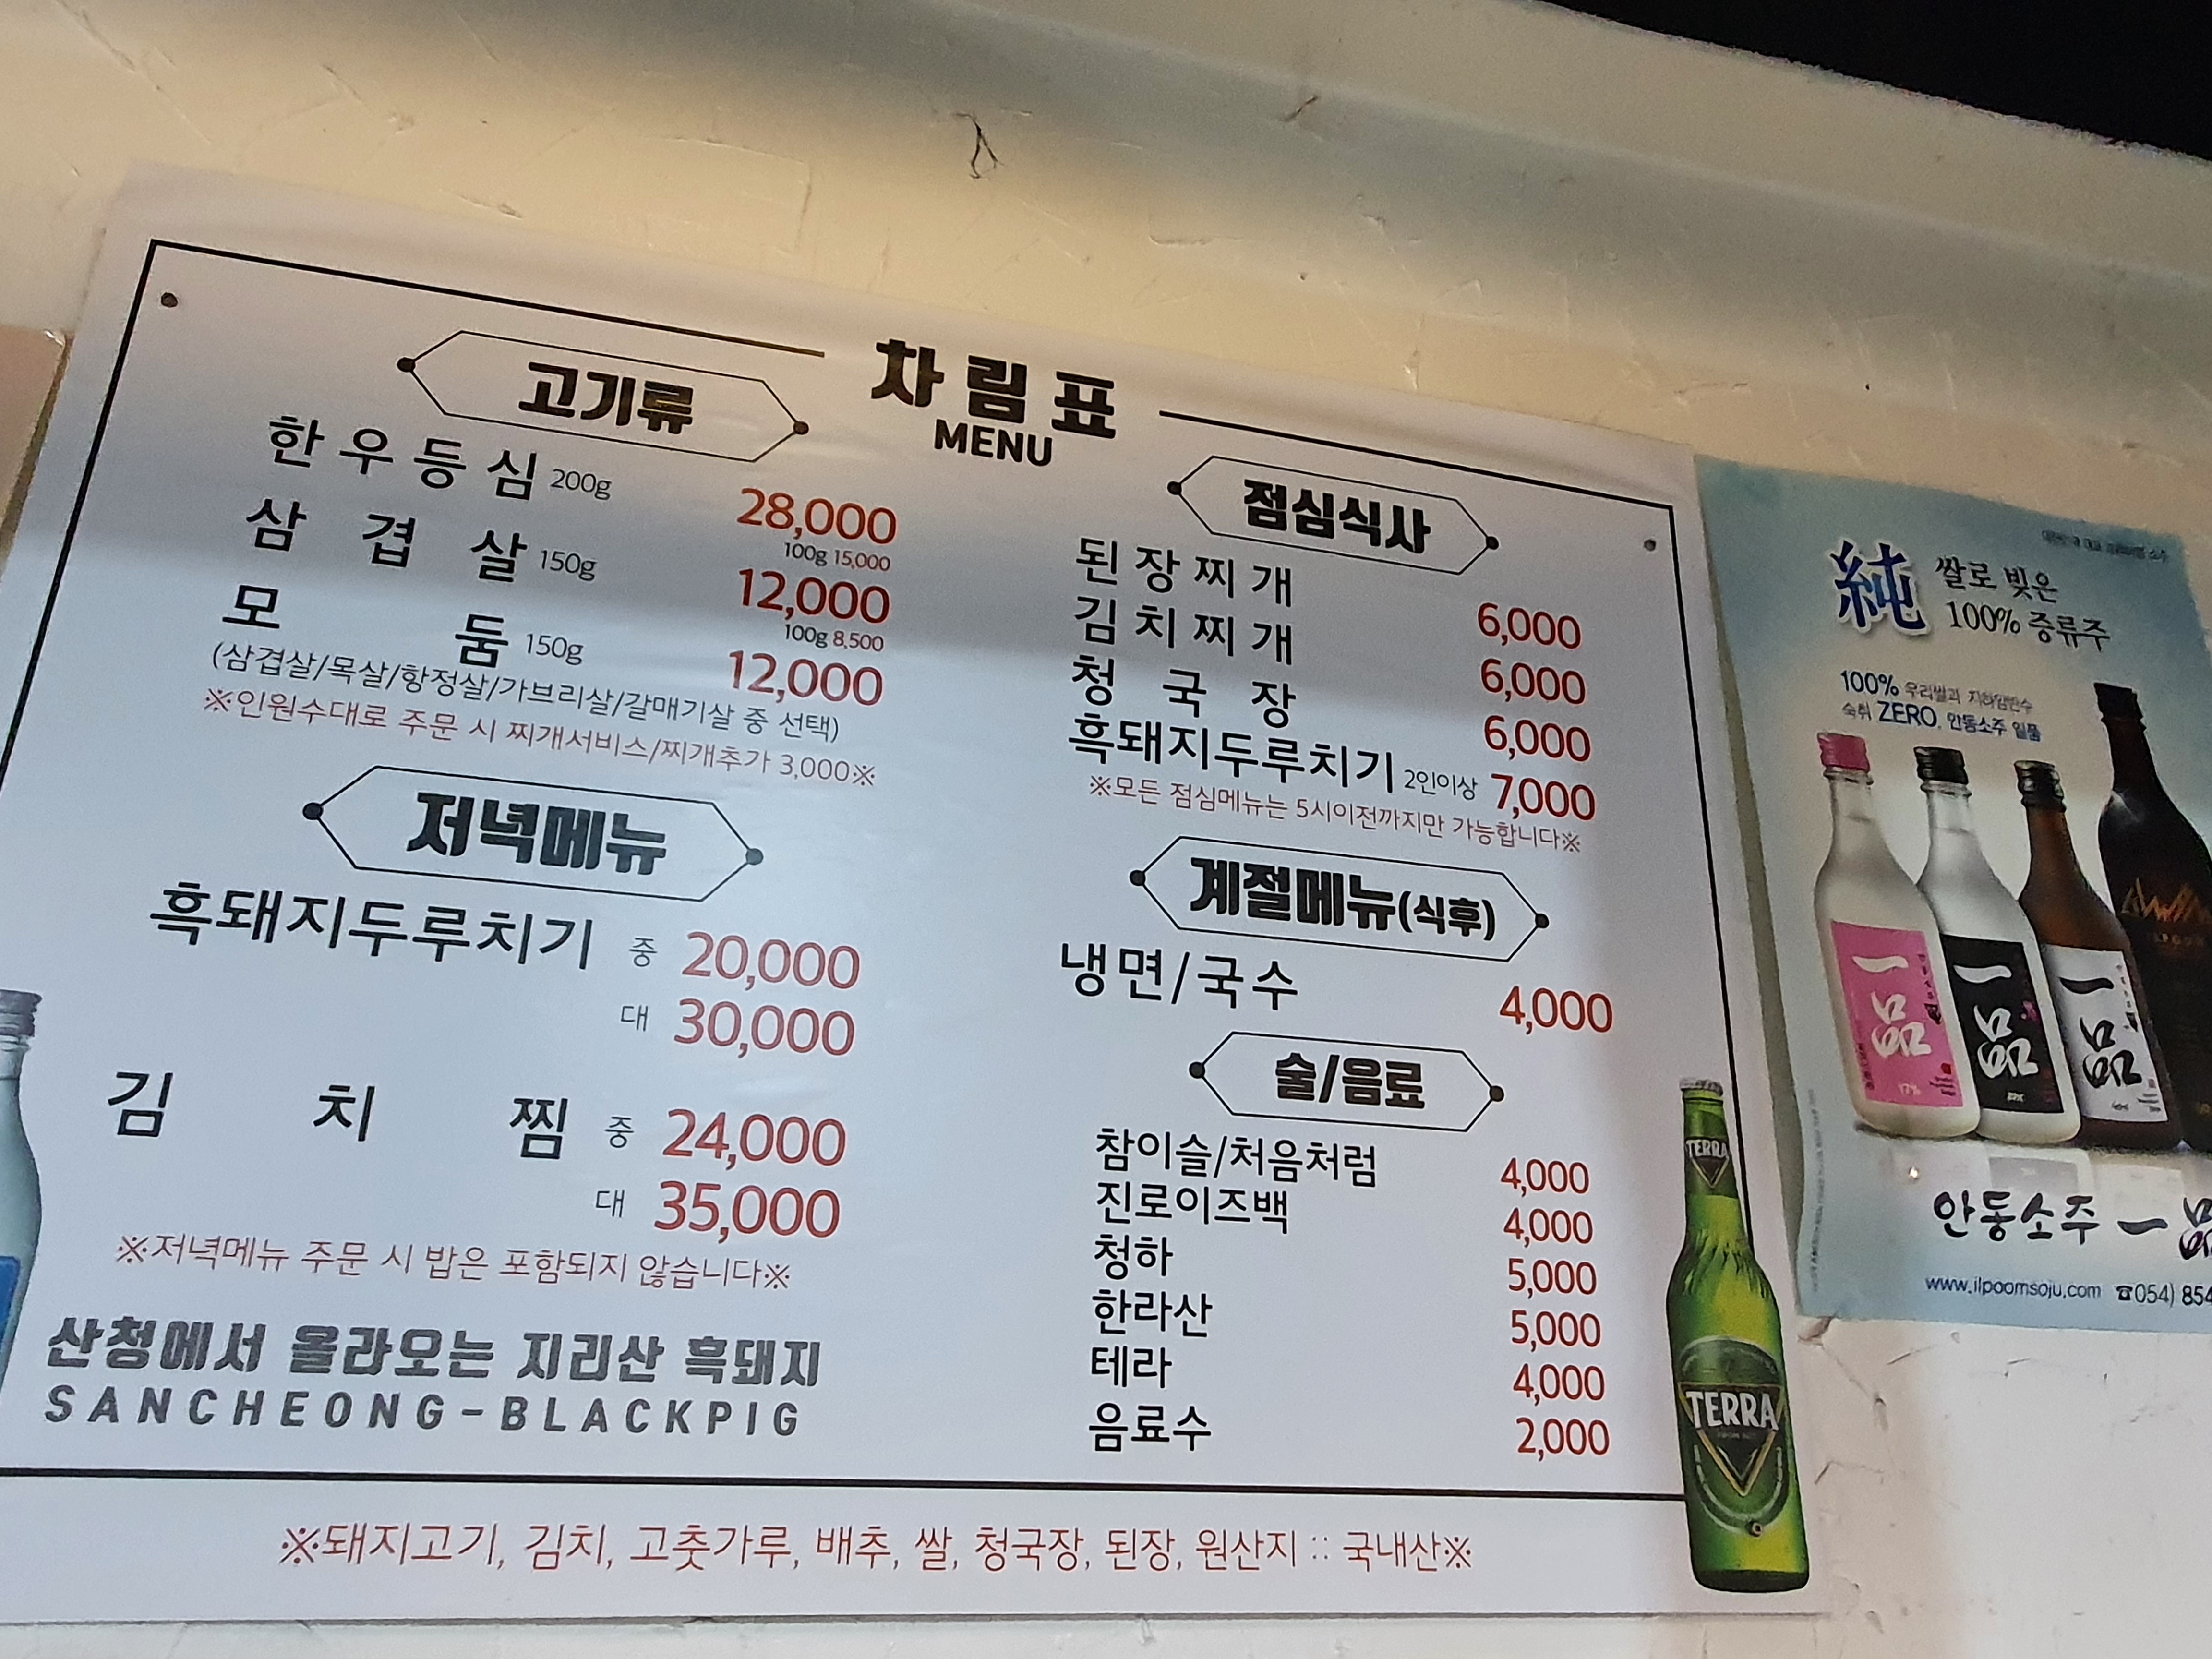 차림표
MENU
고기류
한우등심 200g 28,000
100g 15,000
삼겹살 150g 12,000
100g 8,500
모둠 150g 12,000
(삼겹살/목살/항정살/가브리살/갈매기살 중 선택)
※인원수대로 주문 시 찌개서비스/찌개추가 3,000※
저녁메뉴
흑돼지두루치기 중 20,000
대 30,000
김치찜 중 24,000
대 35,000
※저녁메뉴 주문 시 밥은 포함되지 않습니다※
산청에서 올라오는 지리산 흑돼지
SANCHEONG-BLACKPIG
점심식사
된장찌개 6,000
김치찌개 6,000
청국장 6,000
흑돼지두루치기 2인이상 7,000
※모든 점심메뉴는 5시이전까지만 가능합니다※
계절메뉴(식후)
냉면/국수 4,000
술/음료
참이슬/처음처럼 4,000
진로이즈백 4,000
청하 5,000
한라산 5,000
테라 4,000
음료수 2,000
※돼지고기, 김치, 고춧가루, 배추, 쌀, 청국장, 된장, 원산지 :: 국내산※
TERRA
TERRA
純
쌀로 빚은
100% 증류주
100% 우리쌀과 지하암반수
숙취 ZERO. 안동소주 일품
一品
一品
一品
안동소주 一品
www.ilpoomsoju.com ☎054) 854